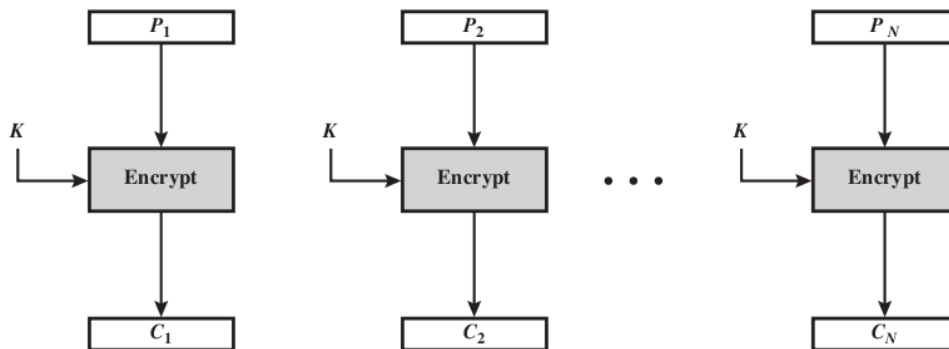 P1 P2 PN
K K K
Encrypt Encrypt • • • Encrypt
C1 C2 CN